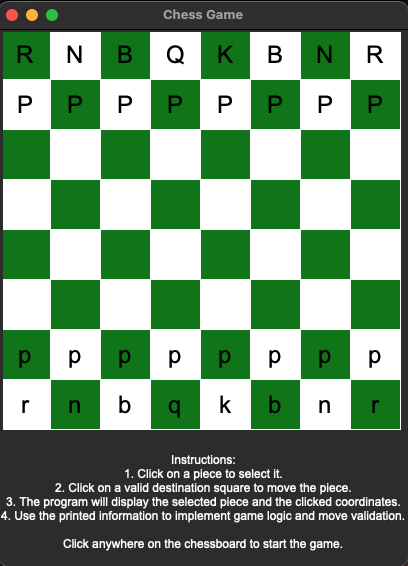 Chess Game
R N B Q K B N R
P P P P P P P P
p p p p p p p p
r n b q k b n r
Instructions:
1. Click on a piece to select it.
2. Click on a valid destination square to move the piece.
3. The program will display the selected piece and the clicked coordinates.
4. Use the printed information to implement game logic and move validation.
Click anywhere on the chessboard to start the game.